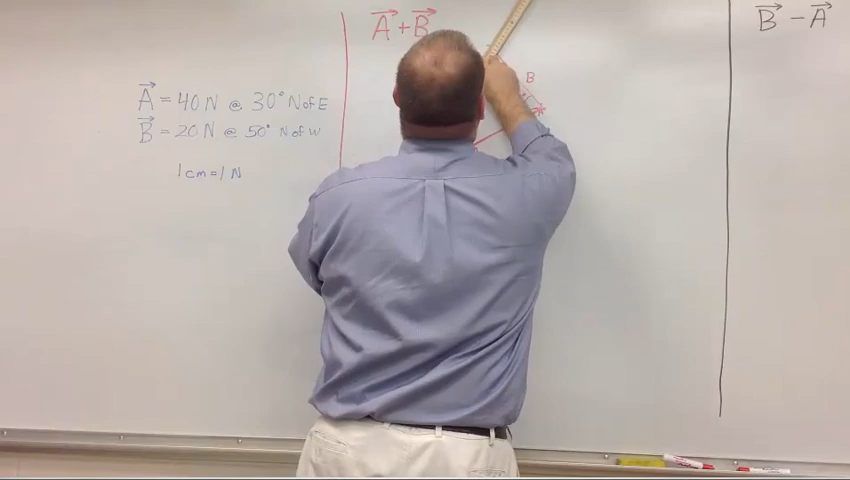 A + B
B - A
A = 40 N @ 30° N of E
B = 20 N @ 50° N of W
1 cm = 1 N
B